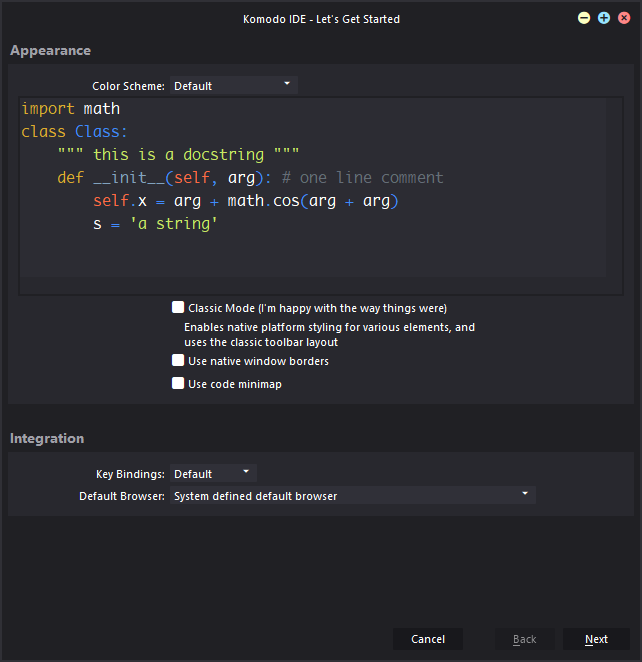 Komodo IDE - Let's Get Started
Appearance
Color Scheme: Default
import math
class Class:
    """ this is a docstring """
    def __init__(self, arg): # one line comment
        self.x = arg + math.cos(arg + arg)
        s = 'a string'
Classic Mode (I'm happy with the way things were)
Enables native platform styling for various elements, and
uses the classic toolbar layout
Use native window borders
Use code minimap
Integration
Key Bindings: Default
Default Browser: System defined default browser
Cancel Back Next